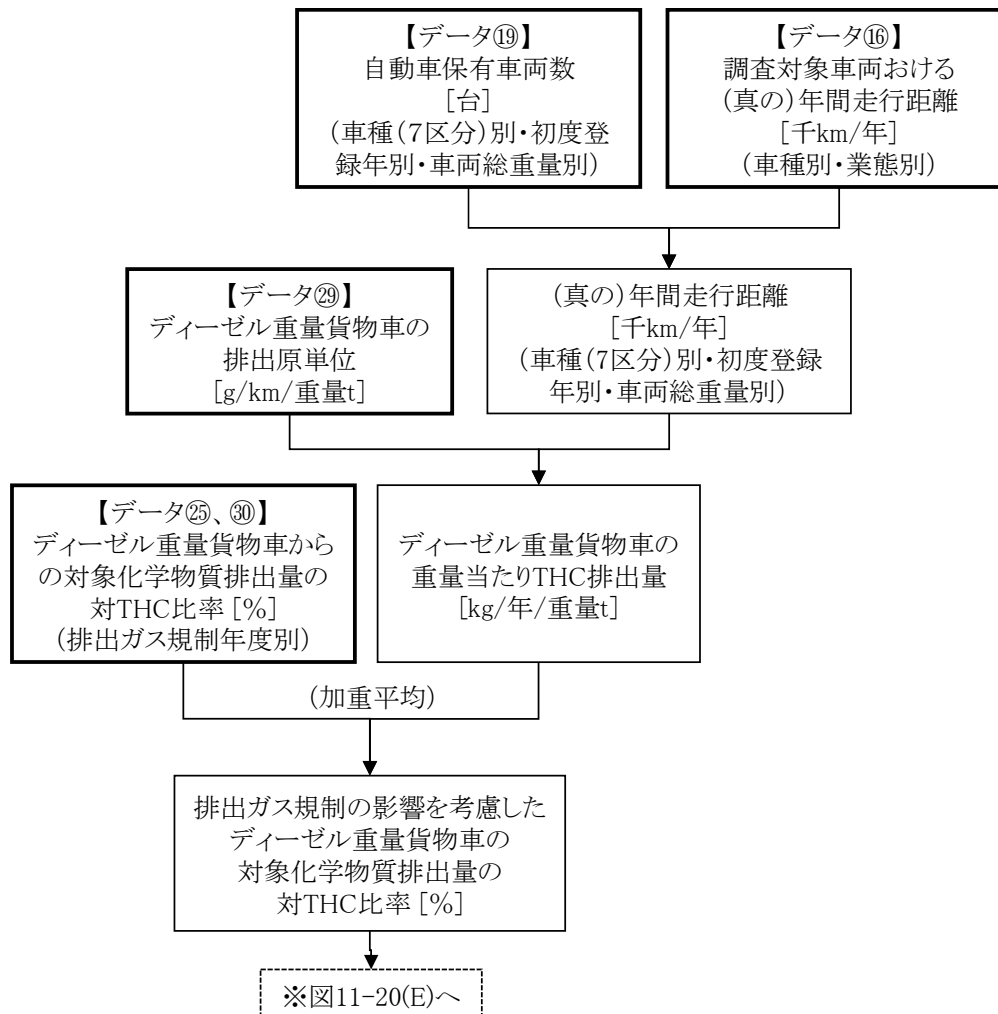 【データ⑲】
自動車保有車両数
[台]
(車種(7区分)別・初度登
録年別・車両総重量別)
【データ⑯】
調査対象車両おける
(真の)年間走行距離
[千km/年]
(車種別・業態別)
【データ㉙】
ディーゼル重量貨物車の
排出原単位
[g/km/重量t]
(真の)年間走行距離
[千km/年]
(車種(7区分)別・初度登録
年別・車両総重量別)
【データ㉕、㉚】
ディーゼル重量貨物車から
の対象化学物質排出量の
対THC比率[%]
(排出ガス規制年度別)
ディーゼル重量貨物車の
重量当たりTHC排出量
[kg/年/重量t]
(加重平均)
排出ガス規制の影響を考慮した
ディーゼル重量貨物車の
対象化学物質排出量の
対THC比率[%]
※図11-20(E)へ